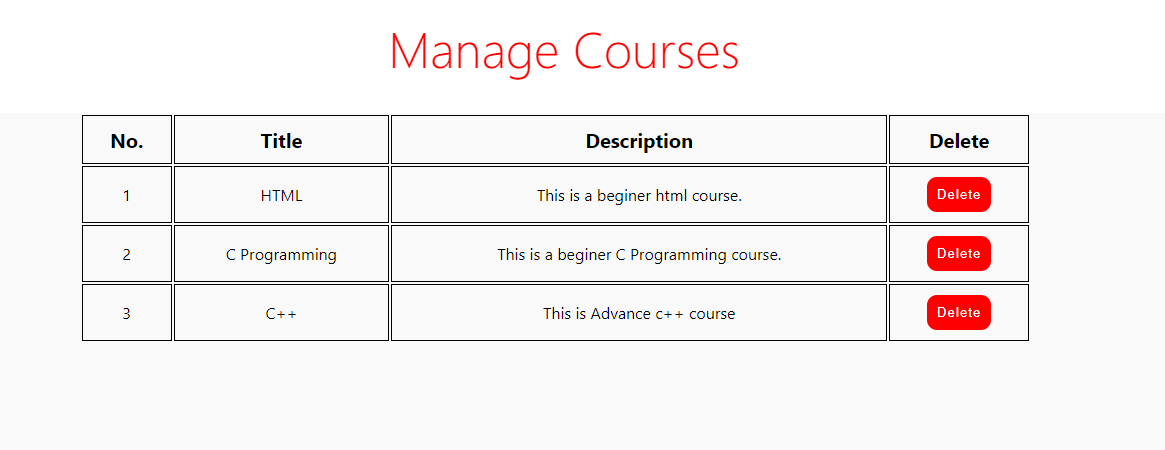 Manage Courses
No. Title Description Delete
1 HTML This is a beginer html course. Delete
2 C Programming This is a beginer C Programming course. Delete
3 C++ This is Advance c++ course Delete